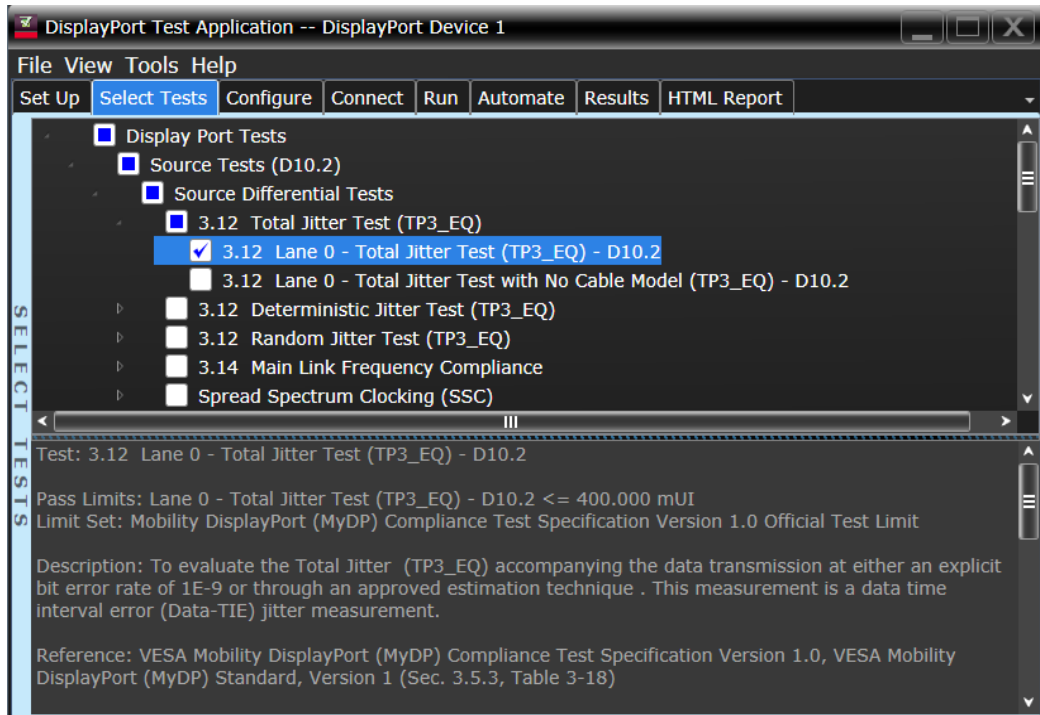 DisplayPort Test Application -- DisplayPort Device 1
File View Tools Help
Set Up Select Tests Configure Connect Run Automate Results HTML Report
Display Port Tests
Source Tests (D10.2)
Source Differential Tests
3.12 Total Jitter Test (TP3_EQ)
3.12 Lane 0 - Total Jitter Test (TP3_EQ) - D10.2
3.12 Lane 0 - Total Jitter Test with No Cable Model (TP3_EQ) - D10.2
3.12 Deterministic Jitter Test (TP3_EQ)
3.12 Random Jitter Test (TP3_EQ)
3.14 Main Link Frequency Compliance
Spread Spectrum Clocking (SSC)
SELECT TESTS
Test: 3.12 Lane 0 - Total Jitter Test (TP3_EQ) - D10.2
Pass Limits: Lane 0 - Total Jitter Test (TP3_EQ) - D10.2 <= 400.000 mUI
Limit Set: Mobility DisplayPort (MyDP) Compliance Test Specification Version 1.0 Official Test Limit
Description: To evaluate the Total Jitter (TP3_EQ) accompanying the data transmission at either an explicit
bit error rate of 1E-9 or through an approved estimation technique . This measurement is a data time
interval error (Data-TIE) jitter measurement.
Reference: VESA Mobility DisplayPort (MyDP) Compliance Test Specification Version 1.0, VESA Mobility
DisplayPort (MyDP) Standard, Version 1 (Sec. 3.5.3, Table 3-18)